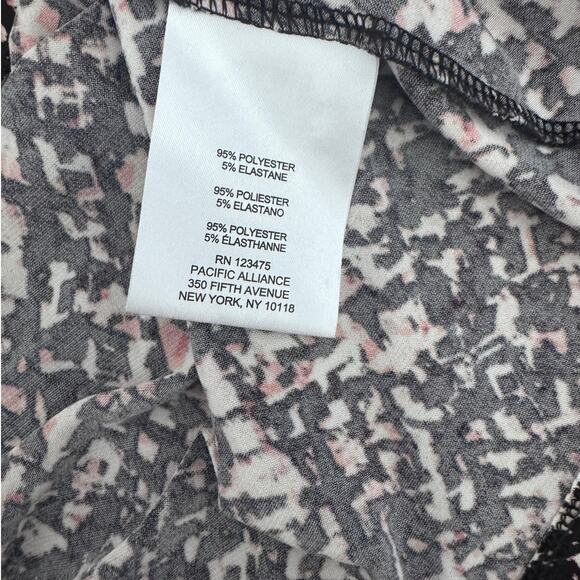 95% POLYESTER
5% ELASTANE
95% POLIESTER
5% ELASTANO
95% POLYESTER
5% ÉLASTHANNE
RN 123475
PACIFIC ALLIANCE
350 FIFTH AVENUE
NEW YORK, NY 10118